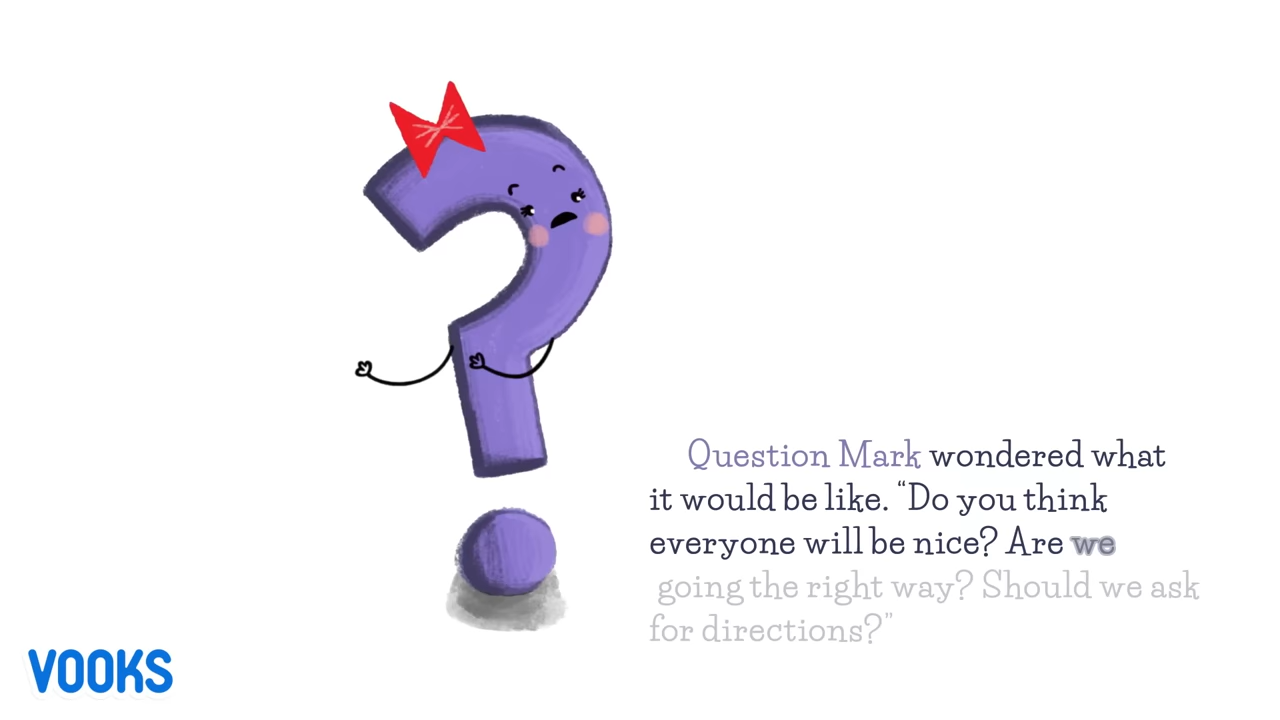 Question Mark wondered what
it would be like. “Do you think
everyone will be nice? Are we
going the right way? Should we ask
for directions?”
VOOKS